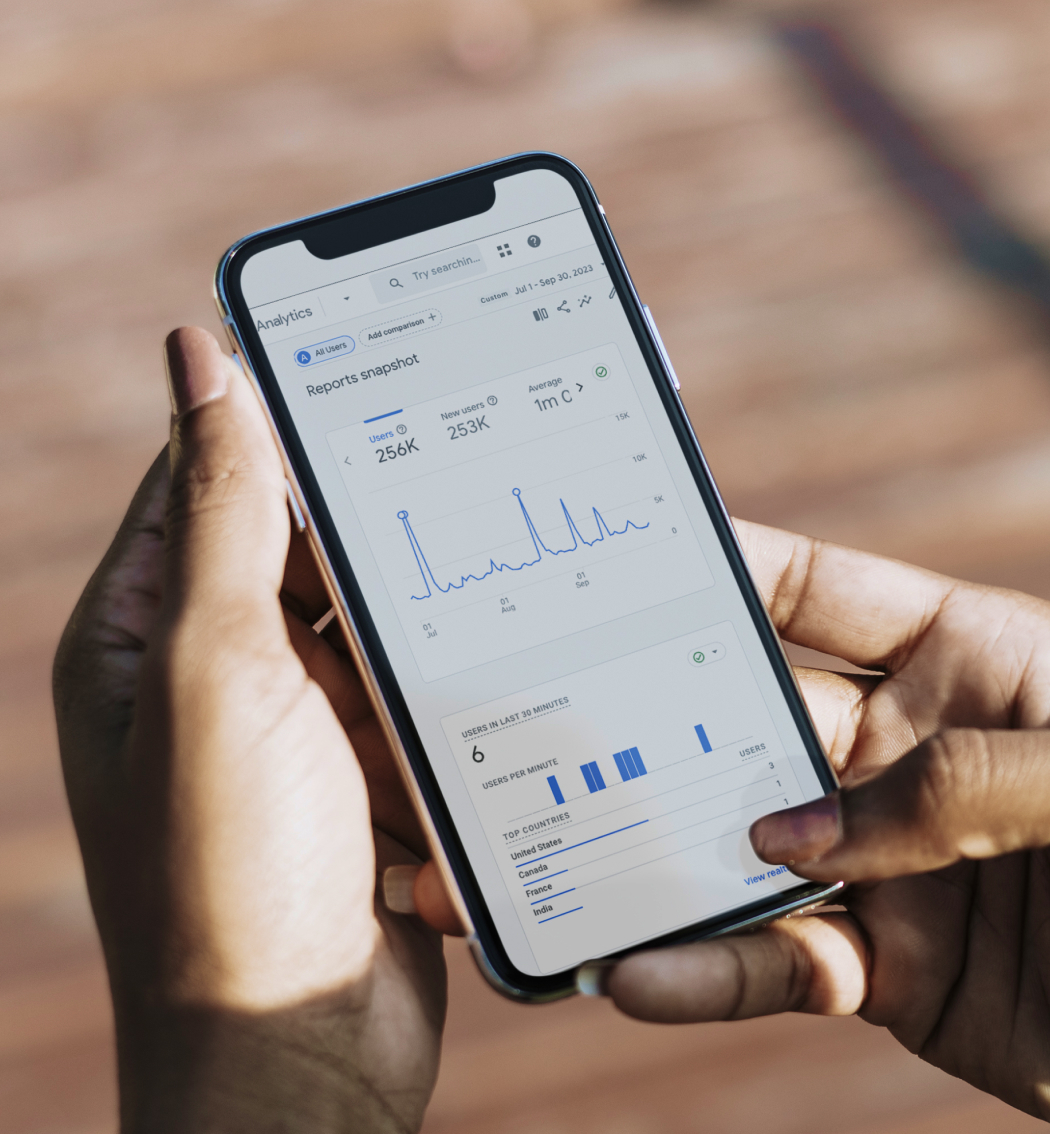 Try searchin...
Analytics
Custom Jul 1 - Sep 30, 2023
A All Users Add comparison +
Reports snapshot
Users New users Average
256K 253K 1m 0
15K
10K
5K
0
01 Jul
01 Aug
01 Sep
USERS IN LAST 30 MINUTES
6
USERS PER MINUTE
TOP COUNTRIES USERS
United States 3
Canada 1
France 1
India
View realt